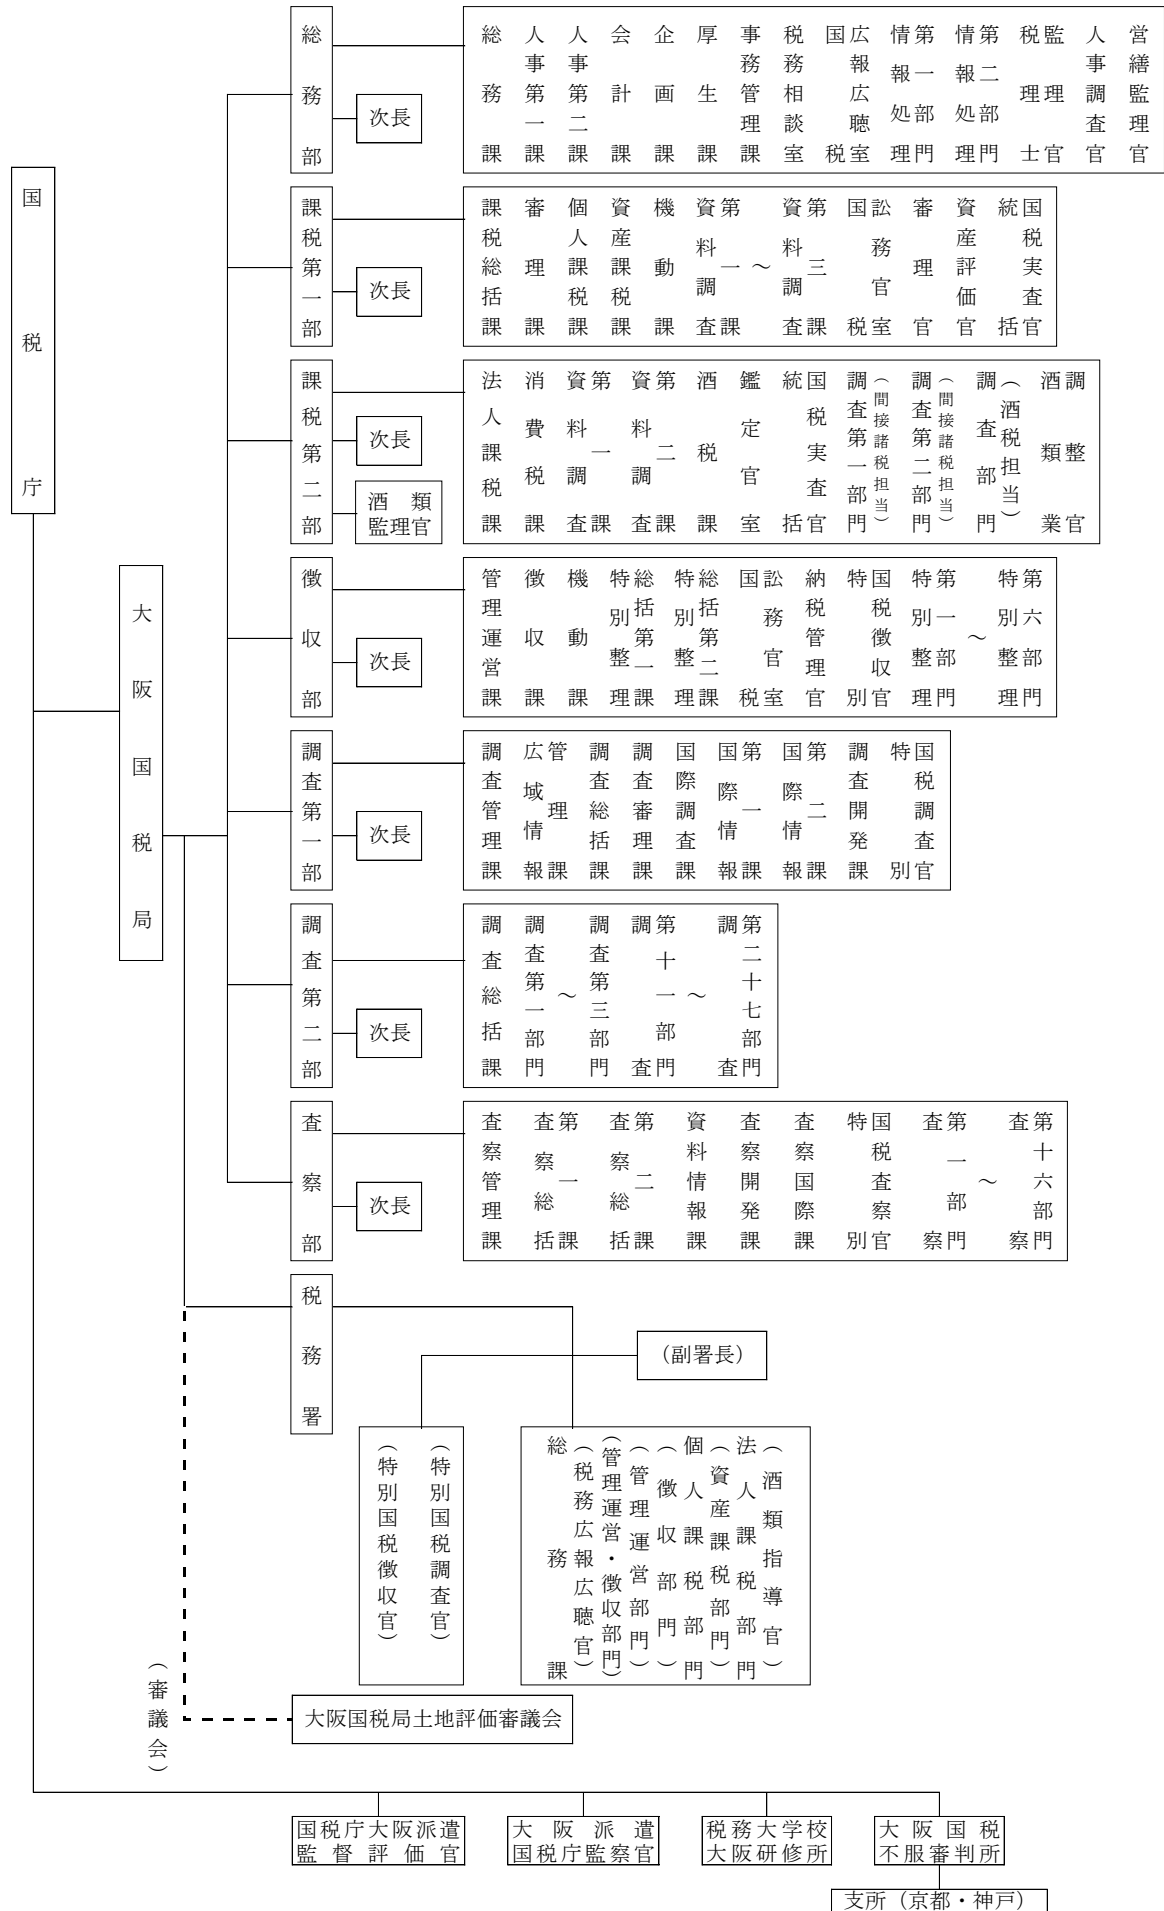 国税庁
大阪国税局
総務部
次長
総務課
人事第一課
人事第二課
会計課
企画課
厚生課
事務管理課
税務相談室
国税広報広聴室
情報処理第一部門
情報処理第二部門
税理士監理官
人事調査官
営繕監理官
課税第一部
次長
課税総括課
審理課
個人課税課
資産課税課
機動課
資料調査第一課
~
資料調査第三課
国税訟務官室
審理官
資産評価官
統括国税実査官
課税第二部
次長
酒類
監理官
法人課税課
消費税課
資料調査第一課
資料調査第二課
酒税課
鑑定官室
統括国税実査官
調査第一部門
(間接諸税担当)
調査第二部門
(間接諸税担当)
調査部門
(酒税担当)
酒類業調整官
徴収部
次長
管理運営課
徴収課
機動課
特別整理総括第一課
特別整理総括第二課
国税訟務官室
納税管理官
特別国税徴収官
特別整理第一部門
~
特別整理第六部門
調査第一部
次長
調査管理課
広域情報管理課
調査総括課
調査審理課
国際調査課
国際情報第一課
国際情報第二課
調査開発課
特別国税調査官
調査第二部
次長
調査総括課
調査第一部門
~
調査第三部門
調査第十一部門
~
調査第二十七部門
査察部
次長
査察管理課
査察総括第一課
査察総括第二課
資料情報課
査察開発課
査察国際課
特別国税査察官
査察第一部門
~
査察第十六部門
税務署
(副署長)
(特別国税徴収官)
(特別国税調査官)
総務課
(税務広報広聴官)
(管理運営・徴収部門)
(管理運営部門)
(徴収部門)
個人課税部門
(資産課税部門)
法人課税部門
(酒類指導官)
(審議会)
大阪国税局土地評価審議会
国税庁大阪派遣
監督評価官
大阪派遣
国税庁監察官
税務大学校
大阪研修所
大阪国税
不服審判所
支所(京都・神戸)